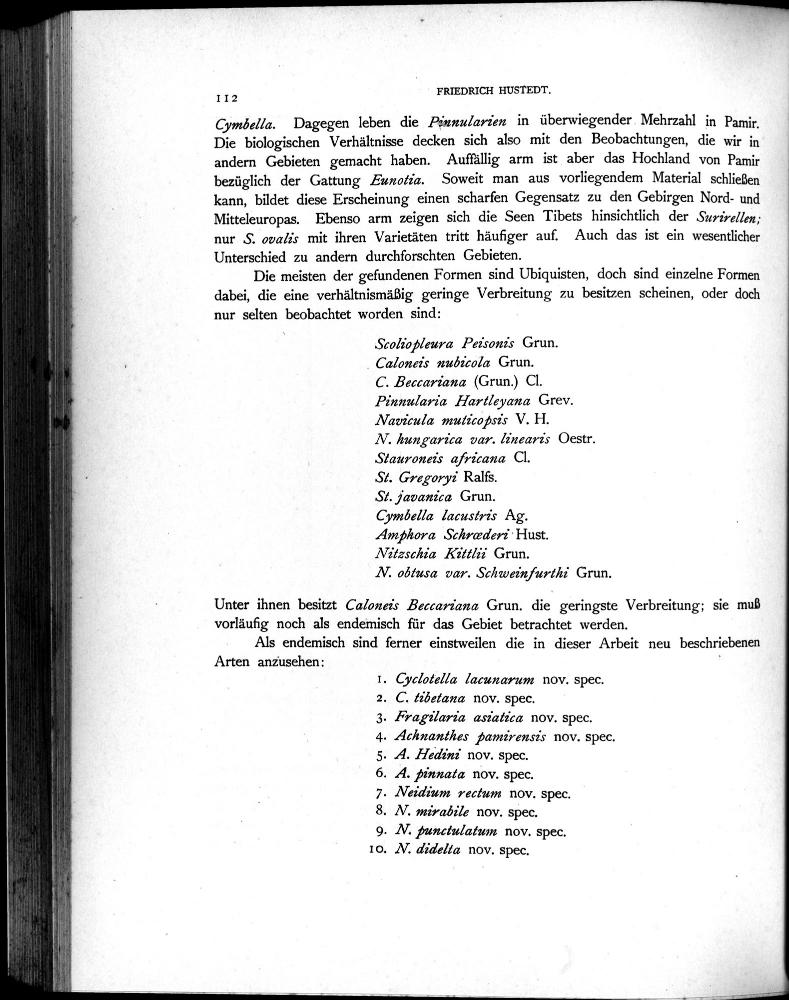 112
FRIEDRICH HUSTEDT.
Cymbella. Dagegen leben die Pinnularien in überwiegender Mehrzahl in Pamir.
Die biologischen Verhältnisse decken sich also mit den Beobachtungen, die wir in
andern Gebieten gemacht haben. Auffällig arm ist aber das Hochland von Pamir
bezüglich der Gattung Eunotia. Soweit man aus vorliegendem Material schließen
kann, bildet diese Erscheinung einen scharfen Gegensatz zu den Gebirgen Nord- und
Mitteleuropas. Ebenso arm zeigen sich die Seen Tibets hinsichtlich der Surirellen;
nur S. ovalis mit ihren Varietäten tritt häufiger auf. Auch das ist ein wesentlicher
Unterschied zu andern durchforschten Gebieten.
Die meisten der gefundenen Formen sind Ubiquisten, doch sind einzelne Formen
dabei, die eine verhältnismäßig geringe Verbreitung zu besitzen scheinen, oder doch
nur selten beobachtet worden sind:
Scoliopleura Peisonis Grun.
Caloneis nubicola Grun.
C. Beccariana (Grun.) Cl.
Pinnularia Hartleyana Grev.
Navicula muticopsis V. H.
N. hungarica var. linearis Oestr.
Stauroneis africana Cl.
St. Gregoryi Ralfs.
St. javanica Grun.
Cymbella lacustris Ag.
Amphora Schrœderi Hust.
Nitzschia Kittlii Grun.
N. obtusa var. Schweinfurthi Grun.
Unter ihnen besitzt Caloneis Beccariana Grun. die geringste Verbreitung; sie muß
vorläufig noch als endemisch für das Gebiet betrachtet werden.
Als endemisch sind ferner einstweilen die in dieser Arbeit neu beschriebenen
Arten anzusehen:
1. Cyclotella lacunarum nov. spec.
2. C. tibetana nov. spec.
3. Fragilaria asiatica nov. spec.
4. Achnanthes pamirensis nov. spec.
5. A. Hedini nov. spec.
6. A. pinnata nov. spec.
7. Neidium rectum nov. spec.
8. N. mirabile nov. spec.
9. N. punctulatum nov. spec.
10. N. didelta nov. spec.